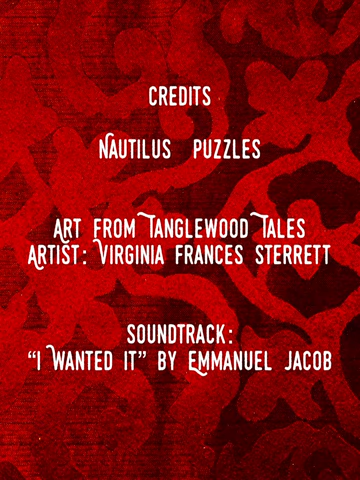 CREDITS
NAUTILUS PUZZLES
ART FROM TANGLEWOOD TALES
ARTIST: VIRGINIA FRANCES STERRETT
SOUNDTRACK:
“I WANTED IT” BY EMMANUEL JACOB